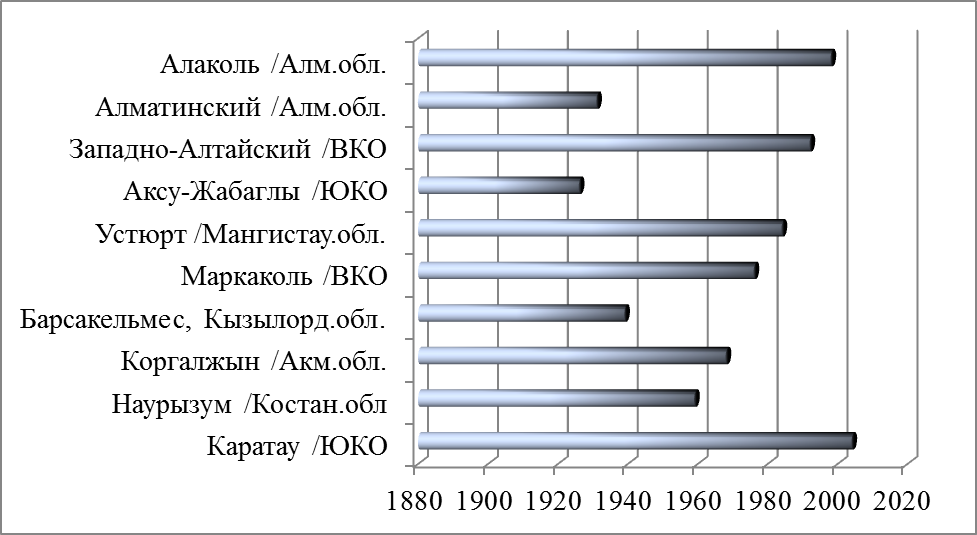 Алаколь /Алм.обл.
Алматинский /Алм.обл.
Западно-Алтайский /ВКО
Аксу-Жабаглы /ЮКО
Устюрт /Мангистау.обл.
Маркаколь /ВКО
Барсакельмес, Кызылорд.обл.
Коргалжын /Акм.обл.
Наурызум /Костан.обл
Каратау /ЮКО
1880 1900 1920 1940 1960 1980 2000 2020